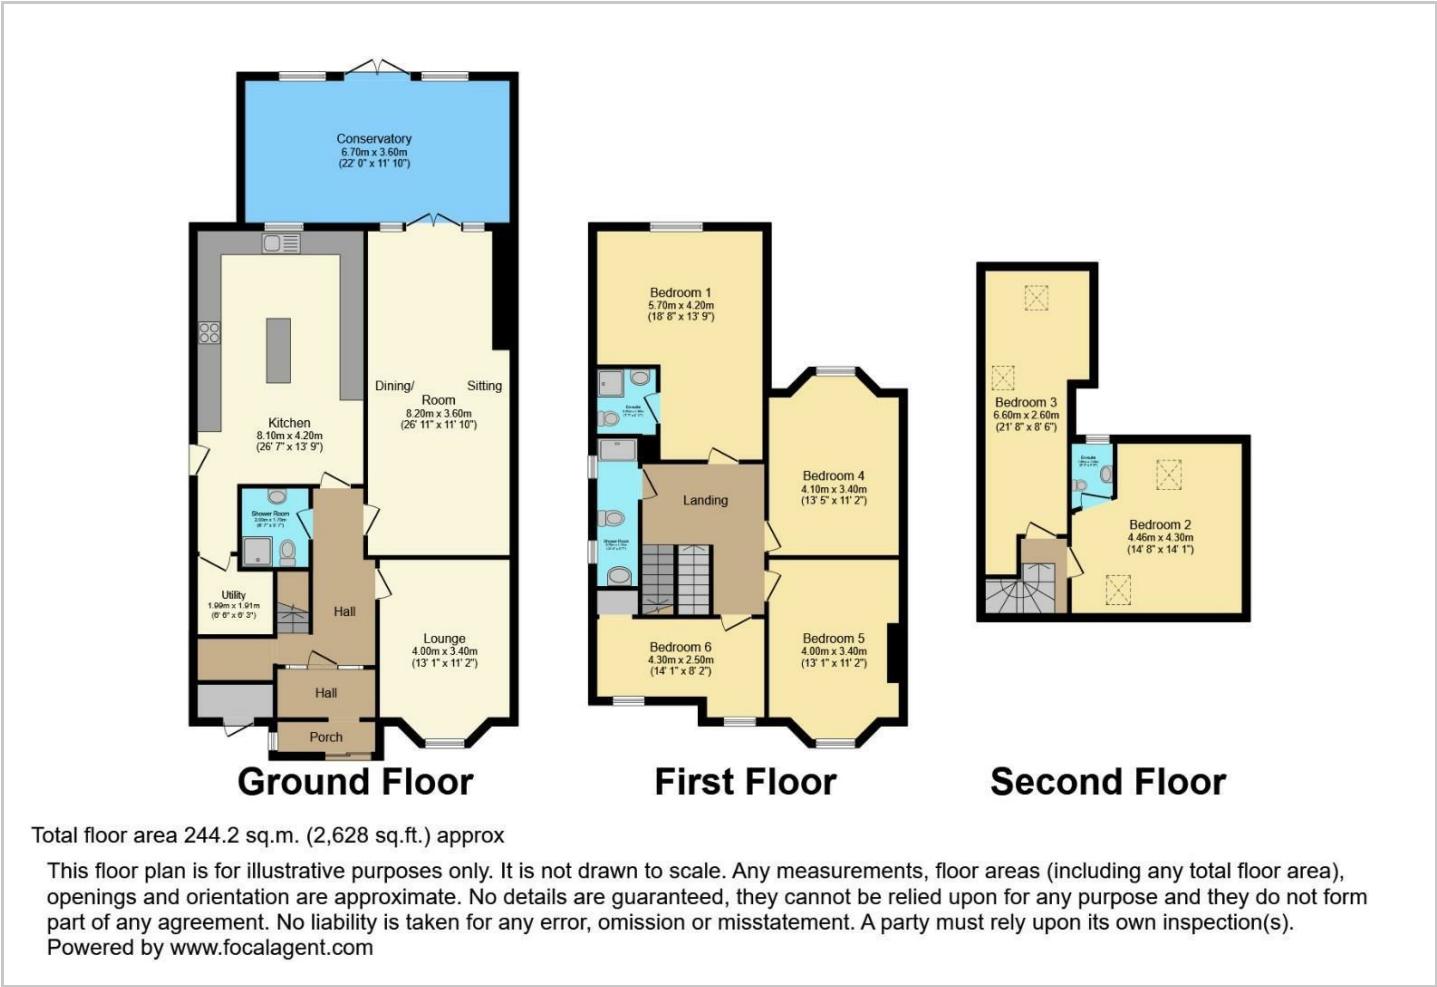 Conservatory
6.70m x 3.60m
(22' 0" x 11' 10")
Dining/ Sitting
Room
8.20m x 3.60m
(26' 11" x 11' 10")
Kitchen
8.10m x 4.20m
(26' 7" x 13' 9")
Shower Room
Utility
1.99m x 1.91m
(6' 6" x 6' 3")
Hall
Lounge
4.00m x 3.40m
(13' 1" x 11' 2")
Hall
Porch
Ground Floor
Bedroom 1
5.70m x 4.20m
(18' 8" x 13' 9")
Ensuite
Landing
Bedroom 4
4.10m x 3.40m
(13' 5" x 11' 2")
Shower Room
Bedroom 6
4.30m x 2.50m
(14' 1" x 8' 2")
Bedroom 5
4.00m x 3.40m
(13' 1" x 11' 2")
First Floor
Bedroom 3
6.60m x 2.60m
(21' 8" x 8' 6")
Ensuite
Bedroom 2
4.46m x 4.30m
(14' 8" x 14' 1")
Second Floor
Total floor area 244.2 sq.m. (2,628 sq.ft.) approx
This floor plan is for illustrative purposes only. It is not drawn to scale. Any measurements, floor areas (including any total floor area),
openings and orientation are approximate. No details are guaranteed, they cannot be relied upon for any purpose and they do not form
part of any agreement. No liability is taken for any error, omission or misstatement. A party must rely upon its own inspection(s).
Powered by www.focalagent.com